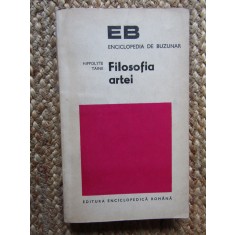 EB
ENCICLOPEDIA DE BUZUNAR
HIPPOLYTE
TAINE
Filosofia
artei
EDITURA ENCICLOPEDICĂ ROMÂNĂ